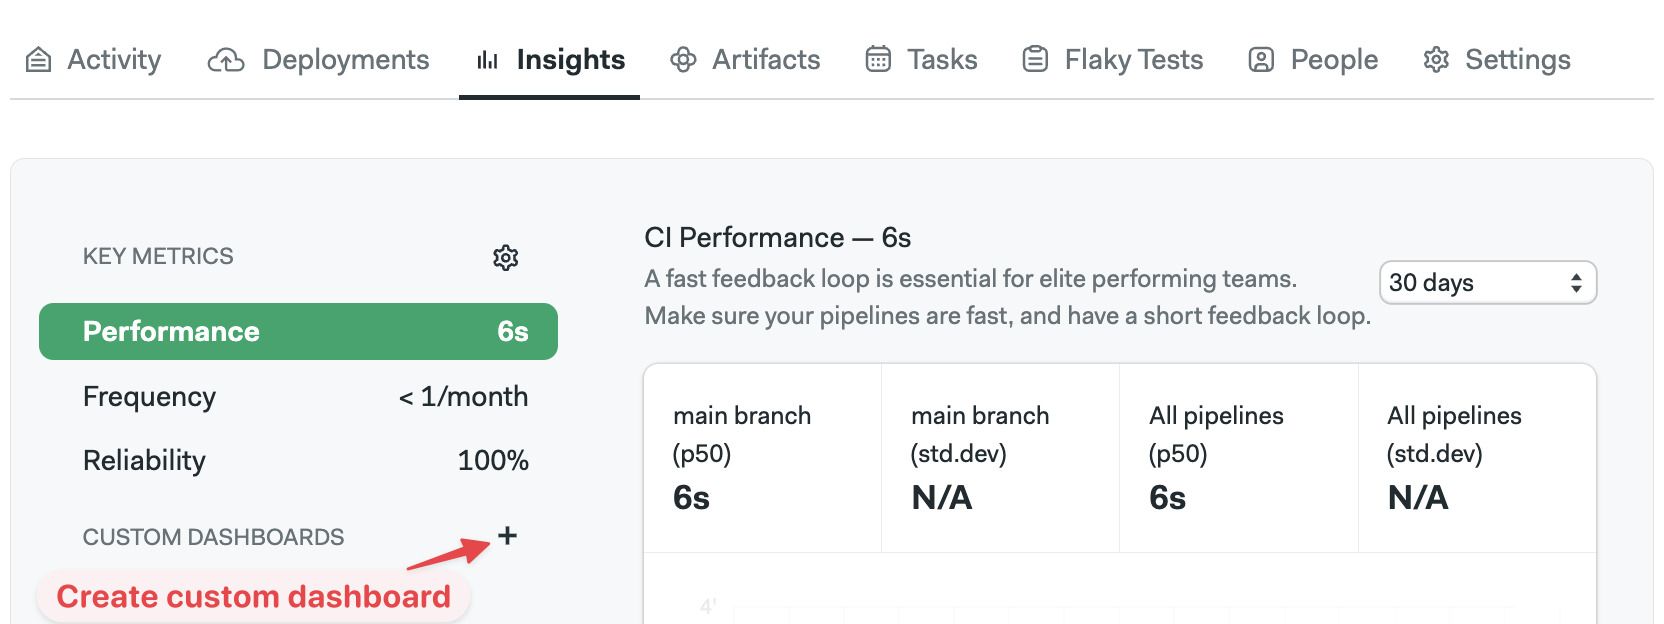 Activity
Deployments
Insights
Artifacts
Tasks
Flaky Tests
People
Settings
KEY METRICS
Performance 6s
Frequency < 1/month
Reliability 100%
CUSTOM DASHBOARDS +
Create custom dashboard
CI Performance — 6s
A fast feedback loop is essential for elite performing teams.
Make sure your pipelines are fast, and have a short feedback loop.
30 days
main branch
(p50)
6s
main branch
(std.dev)
N/A
All pipelines
(p50)
6s
All pipelines
(std.dev)
N/A
4'